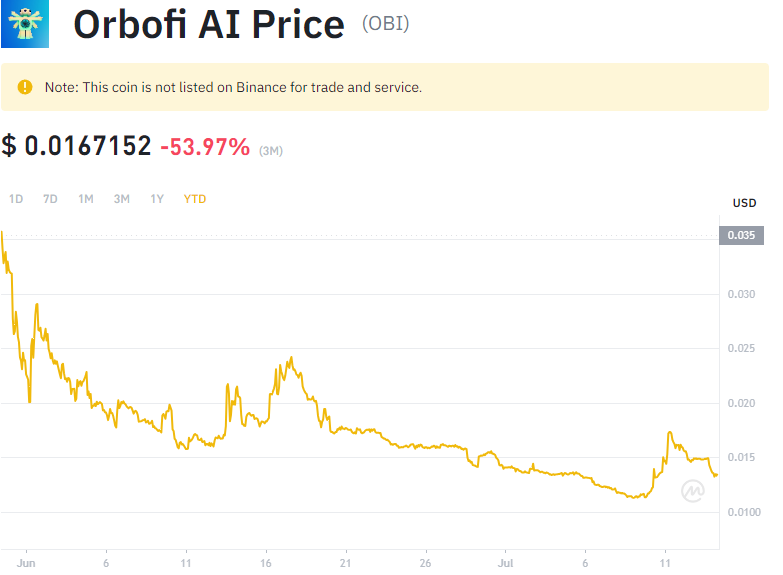 Orbofi AI Price (OBI)
Note: This coin is not listed on Binance for trade and service.
$ 0.0167152 -53.97% (3M)
1D 7D 1M 3M 1Y YTD
USD
0.035
0.030
0.025
0.020
0.015
0.0100
Jun 6 11 16 21 26 Jul 6 11